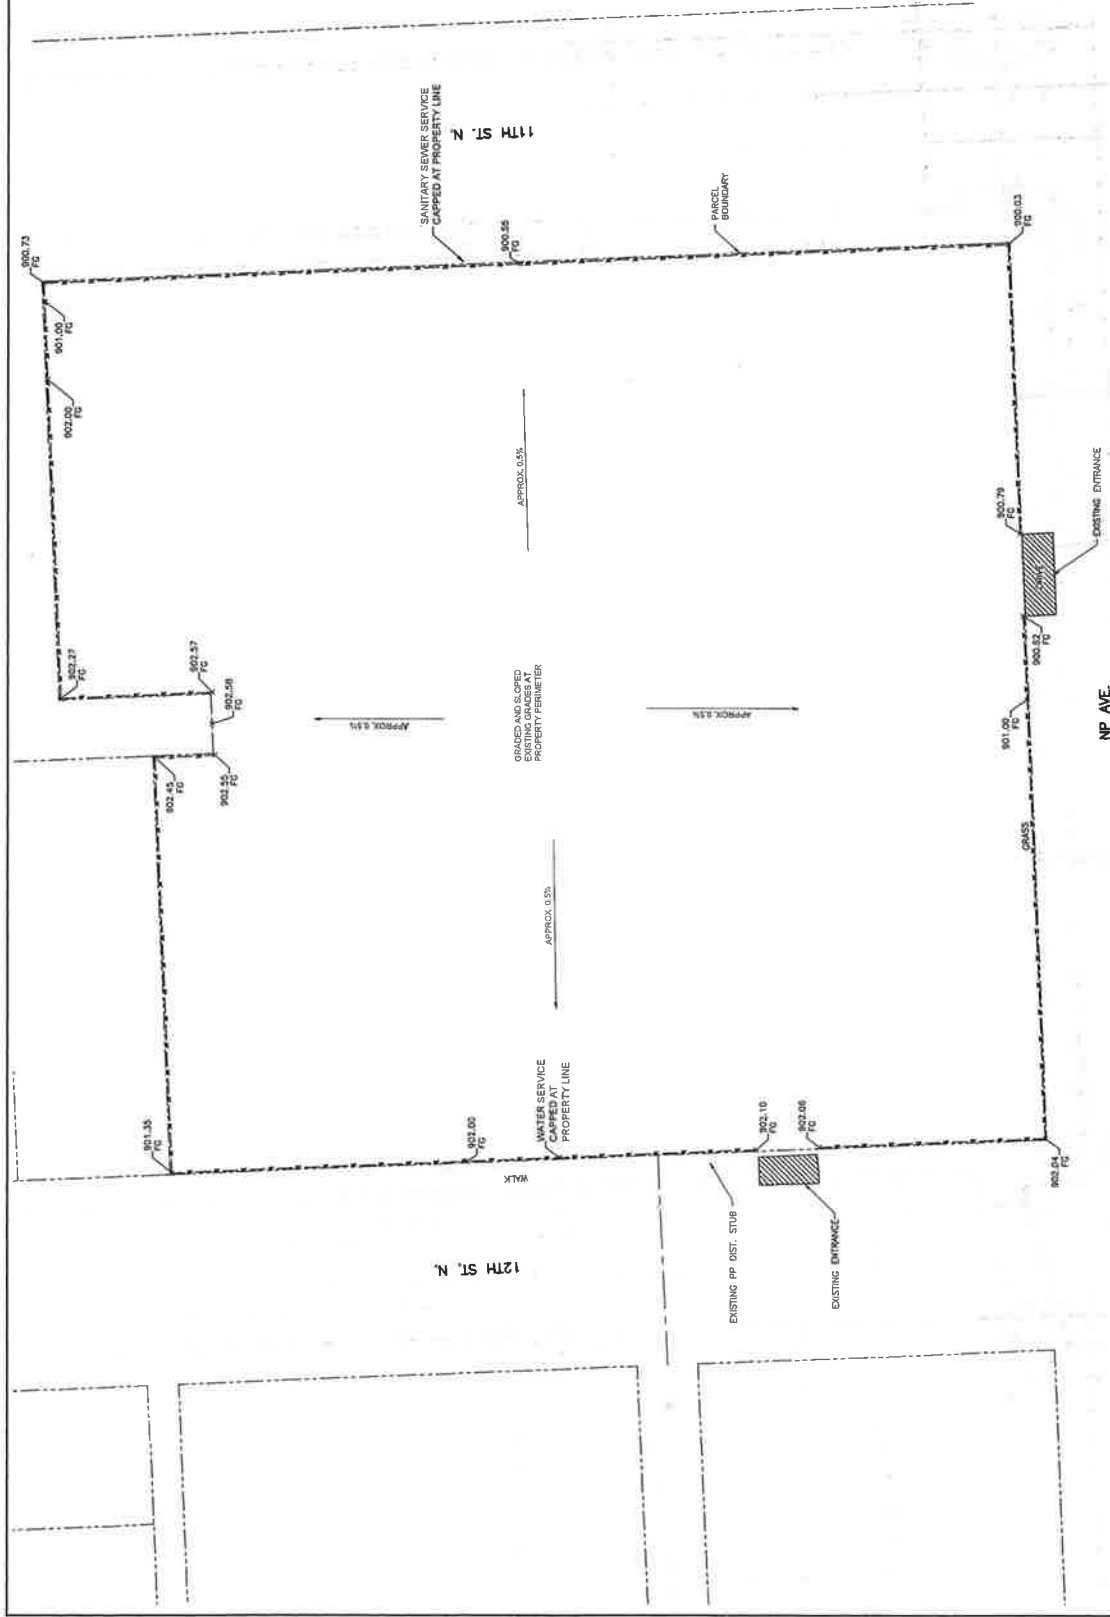 11TH ST. N.
SANITARY SEWER SERVICE
CAPPED AT PROPERTY LINE
900.73
FG
901.00
FG
902.00
FG
900.55
FG
PARCEL
BOUNDARY
900.03
FG
APPROX. 0.5%
902.27
FG
902.57
FG
902.58
FG
902.55
FG
902.45
FG
APPROX. 0.5%
GRADED AND SLOPED
EXISTING GRADES AT
PROPERTY PERIMETER
APPROX. 0.5%
900.79
FG
DRIVE
EXISTING ENTRANCE
900.82
FG
901.00
FG
NP AVE.
GRASS
APPROX. 0.5%
901.35
FG
902.00
FG
WATER SERVICE
CAPPED AT
PROPERTY LINE
WALK
902.10
FG
902.06
FG
902.04
FG
EXISTING PP DIST. STUB
EXISTING ENTRANCE
12TH ST. N.